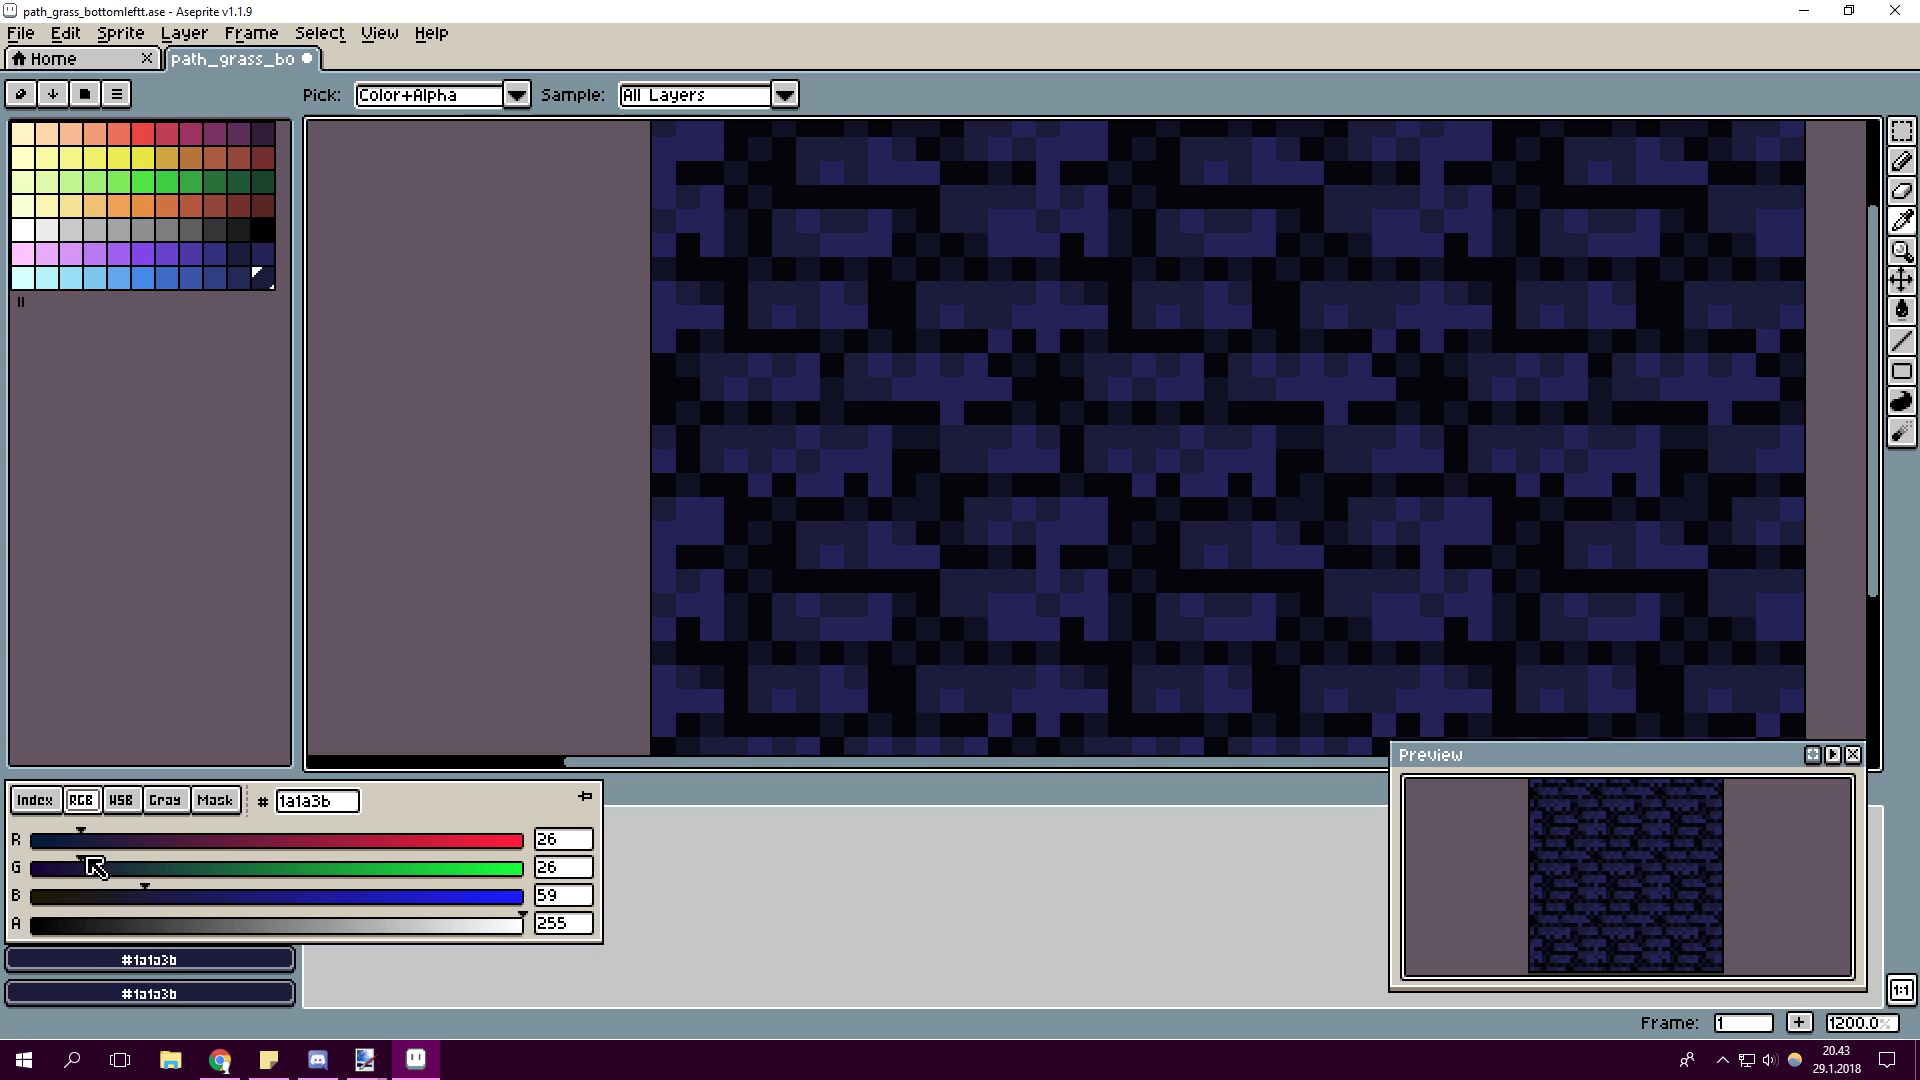 path_grass_bottomleftt.ase - Aseprite v1.1.9
File Edit Sprite Layer Frame Select View Help
Home path_grass_bo
Pick: Color+Alpha Sample: All Layers
Preview
Index RGB HSB Gray Mask # 1a1a3b
R 26
G 26
B 59
A 255
#1a1a3b
#1a1a3b
1:1
Frame: 1 + 1200.0
20.43
29.1.2018